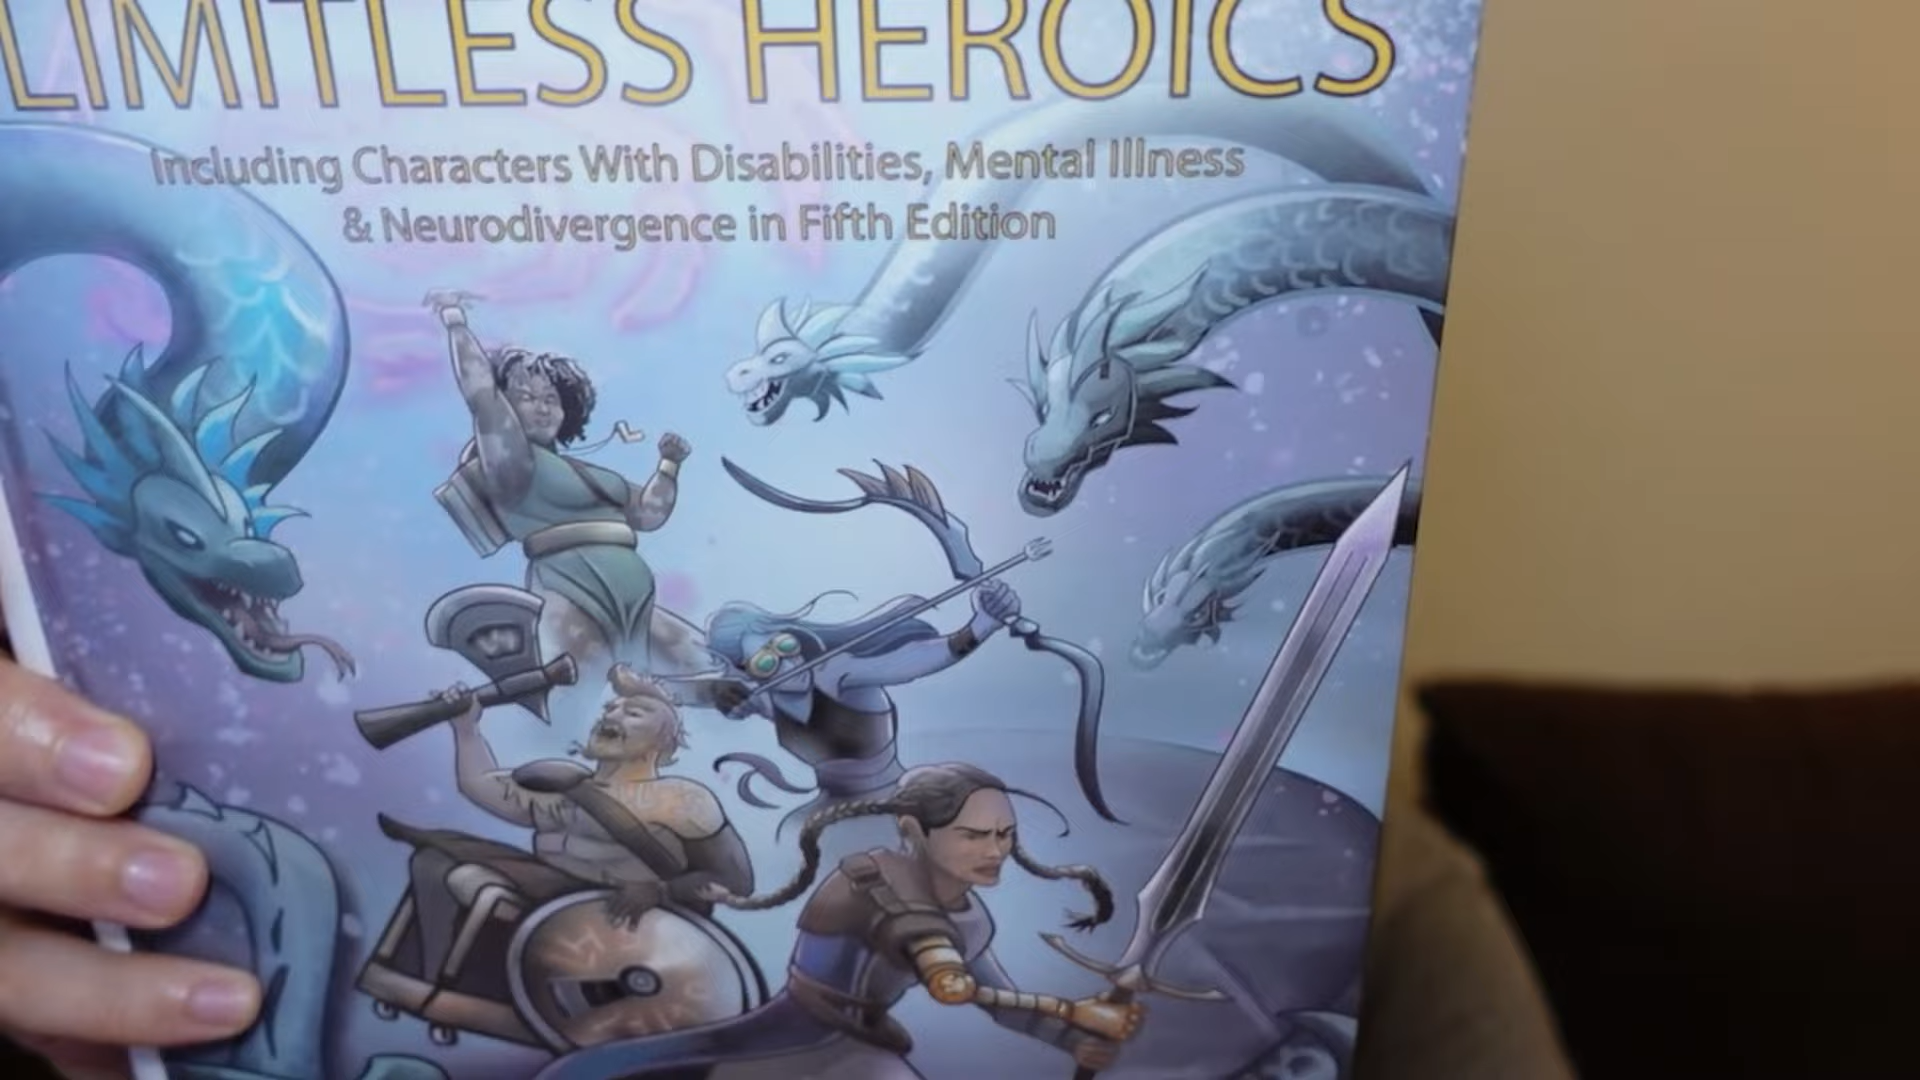 LIMITLESS HEROICS
Including Characters With Disabilities, Mental Illness
& Neurodivergence in Fifth Edition